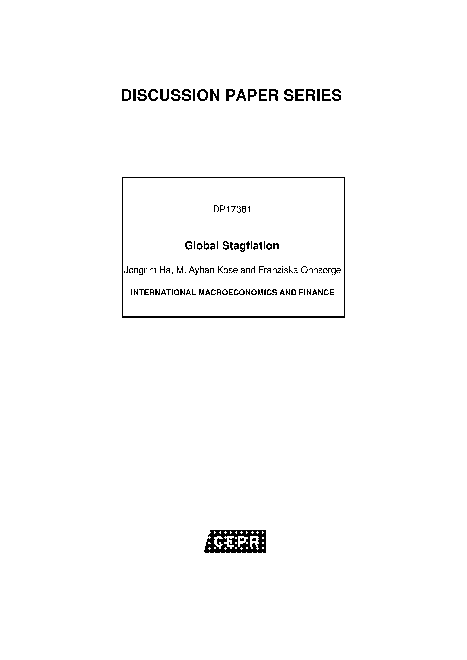 DISCUSSION PAPER SERIES
DP17381
Global Stagflation
Jongrim Ha, M. Ayhan Kose and Franziska Ohnsorge
INTERNATIONAL MACROECONOMICS AND FINANCE
CEPR